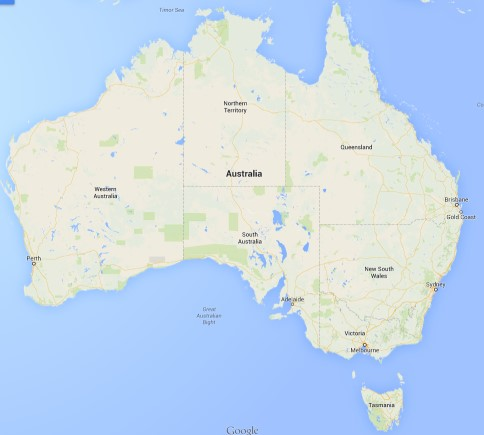 Timor Sea
Northern
Territory
Queensland
Australia
Western
Australia
Brisbane
Gold Coast
South
Australia
Perth
New South
Wales
Sydney
Adelaide
Great
Australian
Bight
Victoria
Melbourne
Tasmania
Google